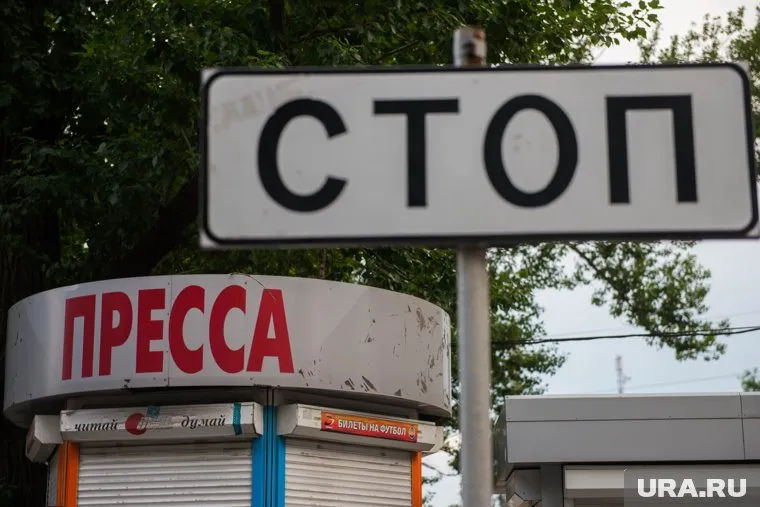 СТОП
ПРЕССА
читай думай
БИЛЕТЫ НА ФУТБОЛ
URA.RU